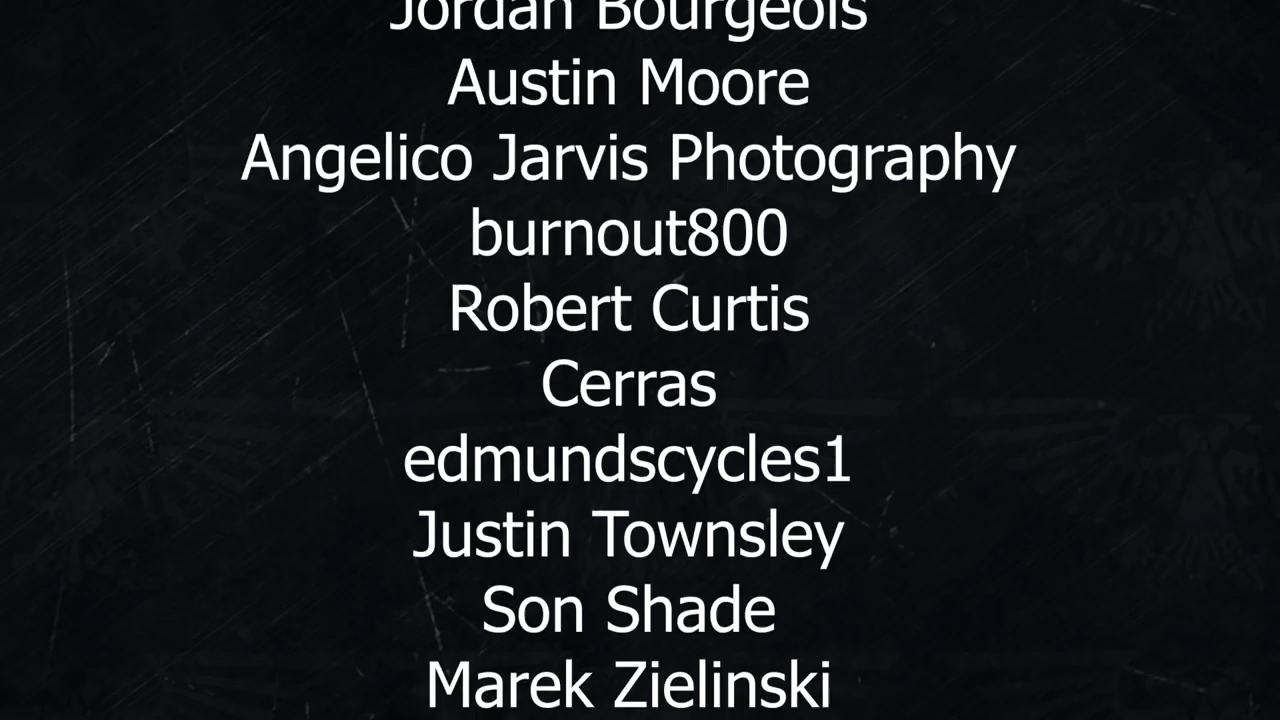 Jordan Bourgeois
Austin Moore
Angelico Jarvis Photography
burnout800
Robert Curtis
Cerras
edmundscycles1
Justin Townsley
Son Shade
Marek Zielinski